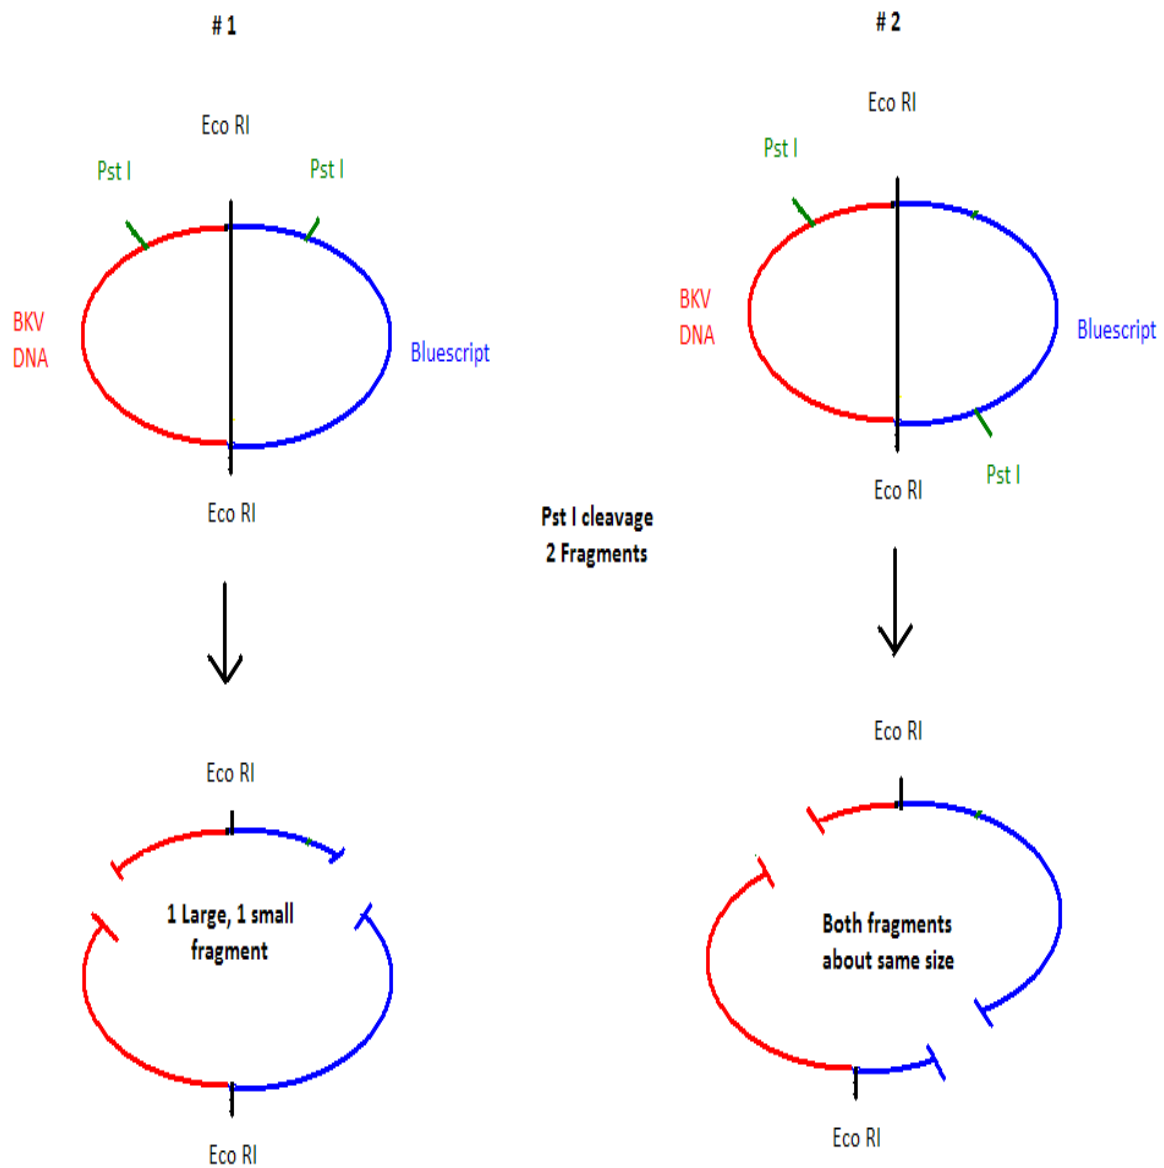 # 1
# 2
Eco RI
Eco RI
Pst I
Pst I
Pst I
BKV
DNA
Bluescript
BKV
DNA
Bluescript
Pst I
Eco RI
Eco RI
Pst I cleavage
2 Fragments
Eco RI
Eco RI
1 Large, 1 small
fragment
Both fragments
about same size
Eco RI
Eco RI